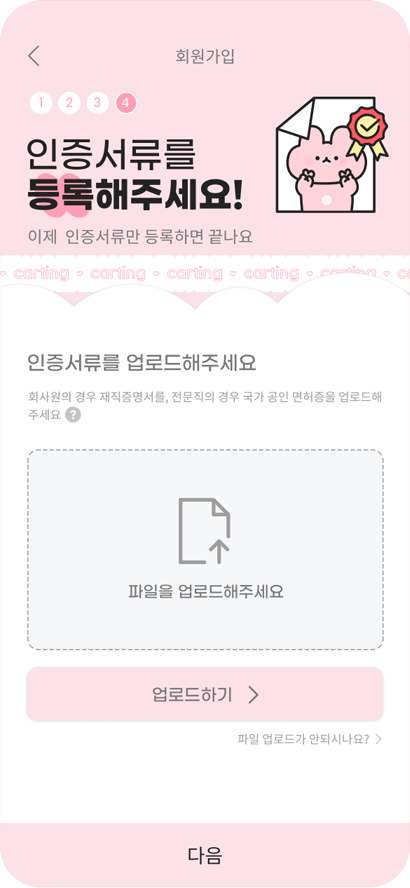 회원가입
1 2 3 4
인증서류를
등록해주세요!
이제 인증서류만 등록하면 끝나요
carting carting carting carting carting
인증서류를 업로드해주세요
회사원의 경우 재직증명서를, 전문직의 경우 국가 공인 면허증을 업로드해
주세요 ?
파일을 업로드해주세요
업로드하기
파일 업로드가 안되시나요?
다음